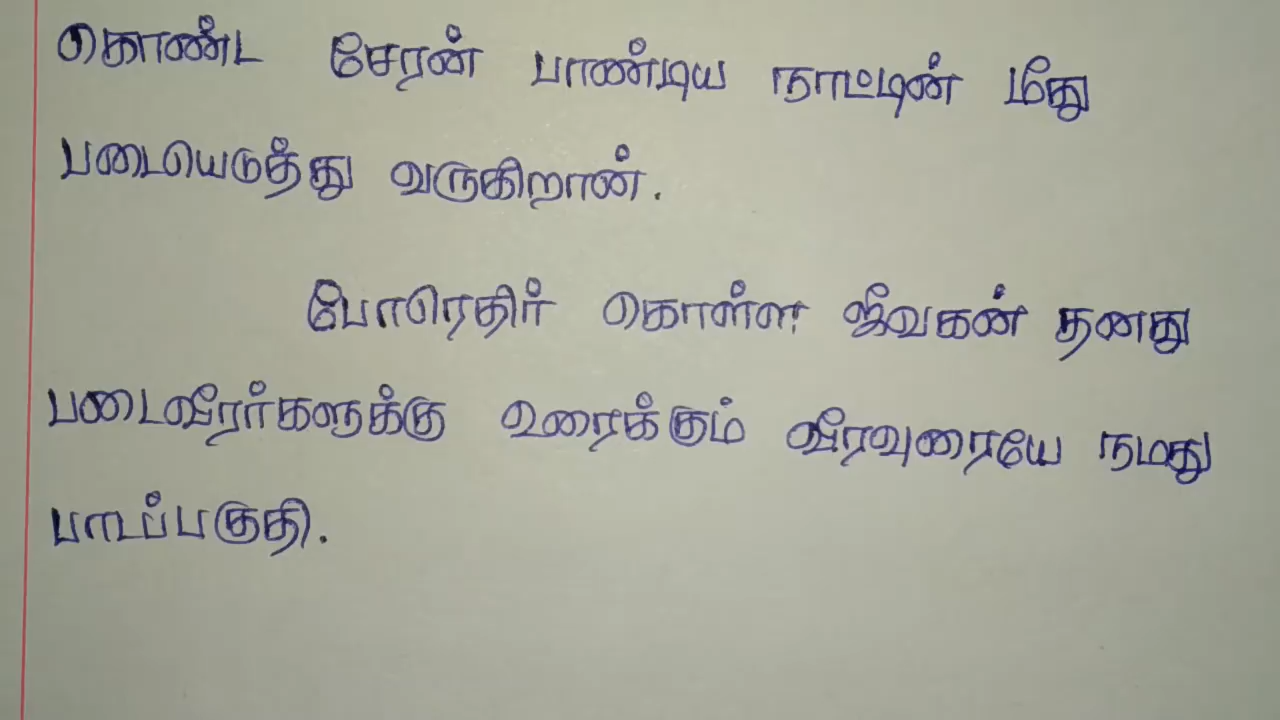 கொண்ட சேரன் பாண்டிய நாட்டின் மீது
படையெடுத்து வருகிறான்.
போரெதிர் கொள்ள ஜீவகன் தனது
படைவீரர்களுக்கு உரைக்கும் வீரவுரையே நமது
பாடப்பகுதி.